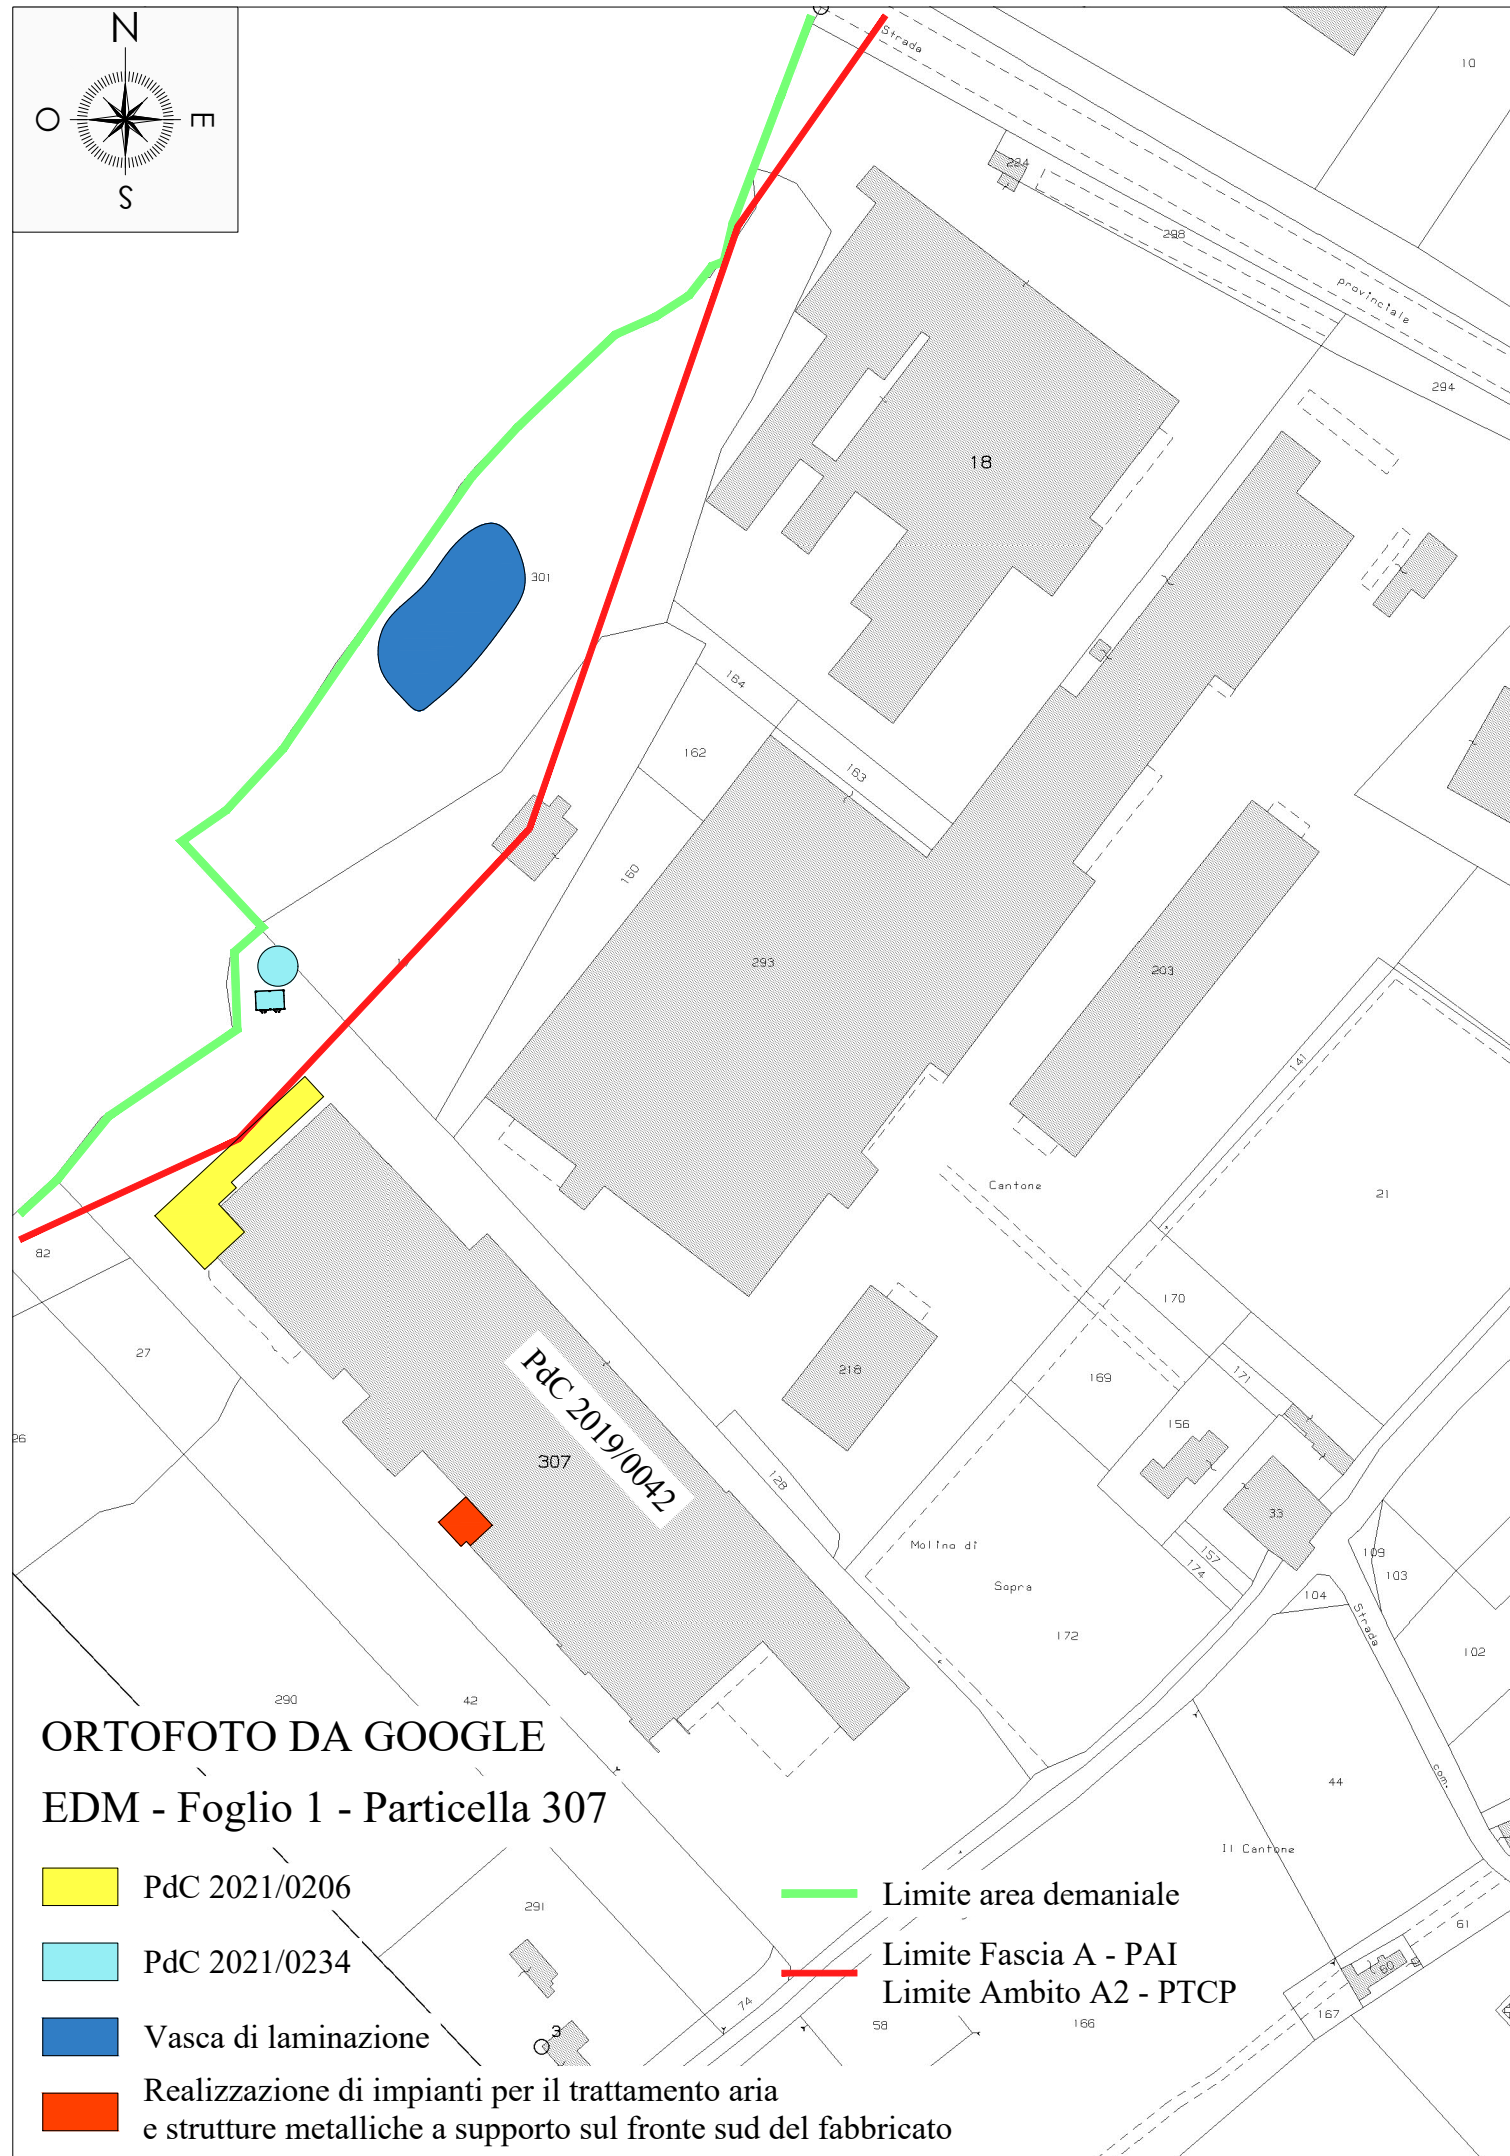 N
O
E
S
Strada
10
224
298
provinciale
294
18
301
164
162
163
160
293
203
141
Cantone
21
82
170
27
218
169
171
26
PdC 2019/0042
156
307
128
33
Molino di
109
157
103
Sopra
174
104
Strada
172
102
290
42
ORTOFOTO DA GOOGLE
com.
44
EDM - Foglio 1 - Particella 307
Il Cantone
PdC 2021/0206
Limite area demaniale
291
61
PdC 2021/0234
Limite Fascia A - PAI
60
Limite Ambito A2 - PTCP
74
167
58
166
3
Vasca di laminazione
Realizzazione di impianti per il trattamento aria
e strutture metalliche a supporto sul fronte sud del fabbricato